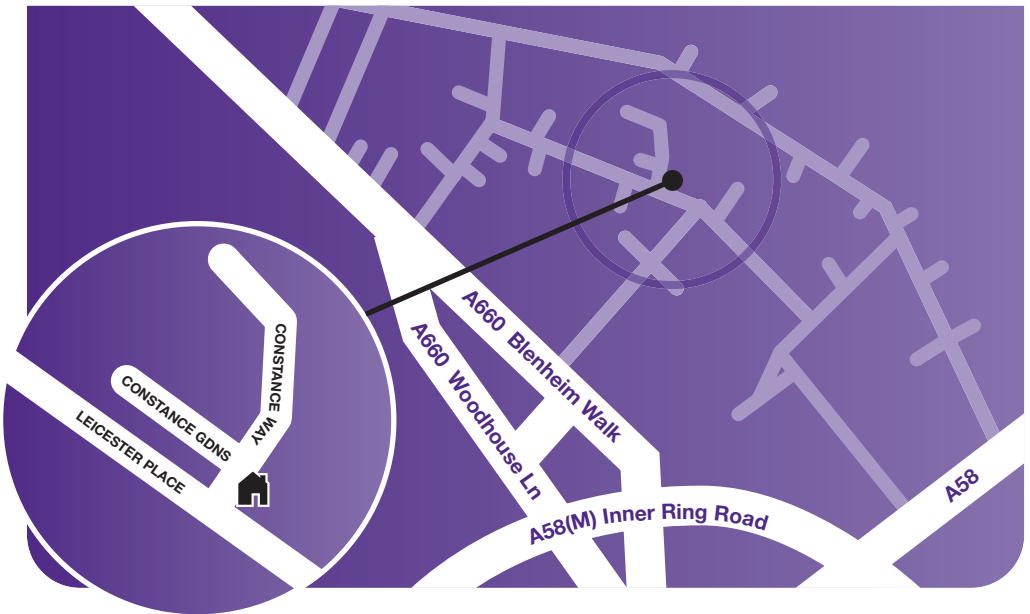 A660 Blenheim Walk
A660 Woodhouse Ln
CONSTANCE WAY
CONSTANCE GDNS
LEICESTER PLACE
A58
A58(M) Inner Ring Road